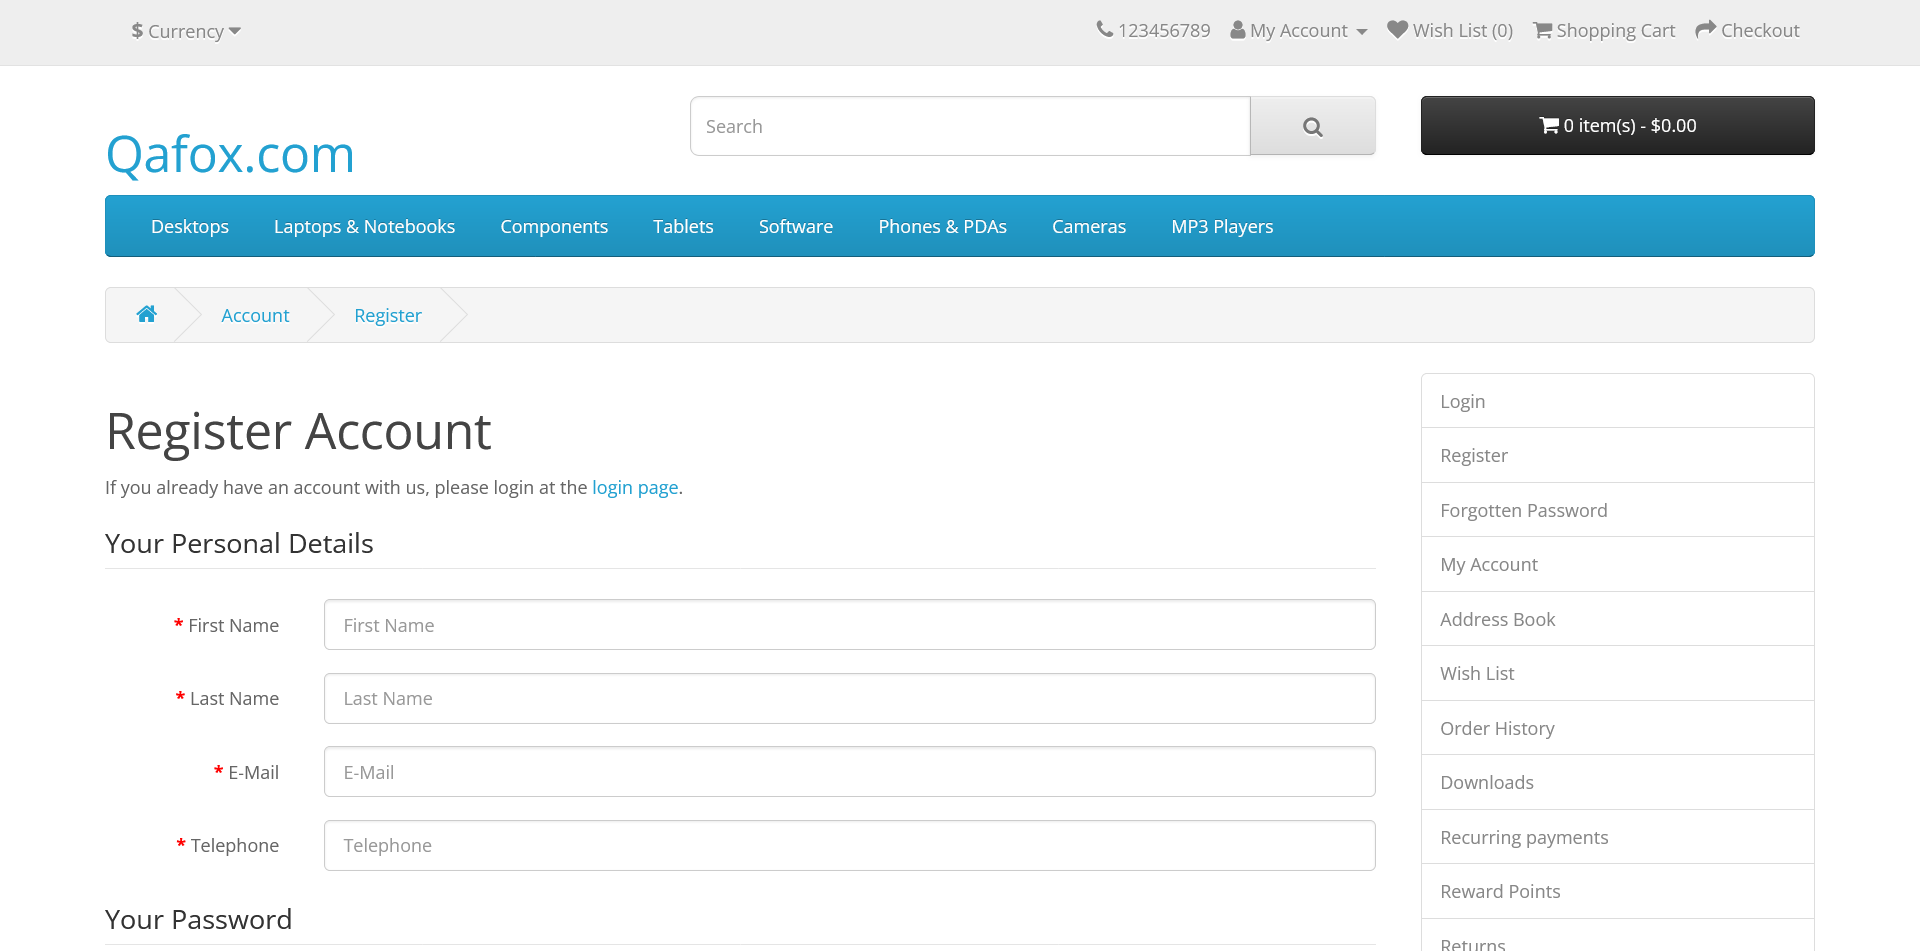 $ Currency
123456789 My Account Wish List (0) Shopping Cart Checkout
Search
0 item(s) - $0.00
Qafox.com
Desktops Laptops & Notebooks Components Tablets Software Phones & PDAs Cameras MP3 Players
Account Register
Register Account
If you already have an account with us, please login at the login page.
Your Personal Details
* First Name First Name
* Last Name Last Name
* E-Mail E-Mail
* Telephone Telephone
Your Password
Login
Register
Forgotten Password
My Account
Address Book
Wish List
Order History
Downloads
Recurring payments
Reward Points
Returns